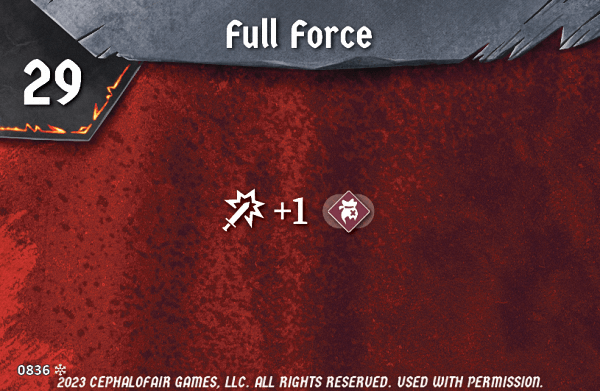 Full Force
29
+1
0836
2023 CEPHALOFAIR GAMES, LLC. ALL RIGHTS RESERVED. USED WITH PERMISSION.